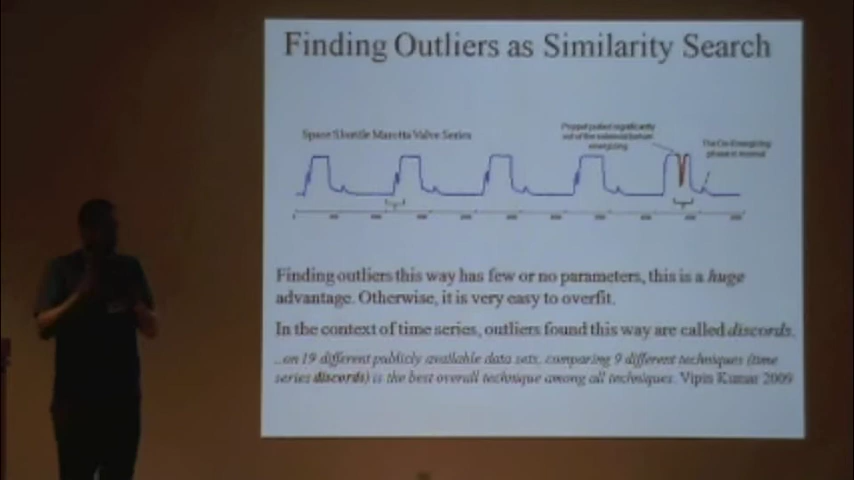 Finding Outliers as Similarity Search
Space Shuttle Marotta Valve Series
Poppet pulled significantly
out of the solenoid before
energizing
The De-Energizing
phase is normal
Finding outliers this way has few or no parameters, this is a huge
advantage. Otherwise, it is very easy to overfit.
In the context of time series, outliers found this way are called discords.
...on 19 different publicly available data sets, comparing 9 different techniques (time
series discords) is the best overall technique among all techniques. Vipin Kumar 2009